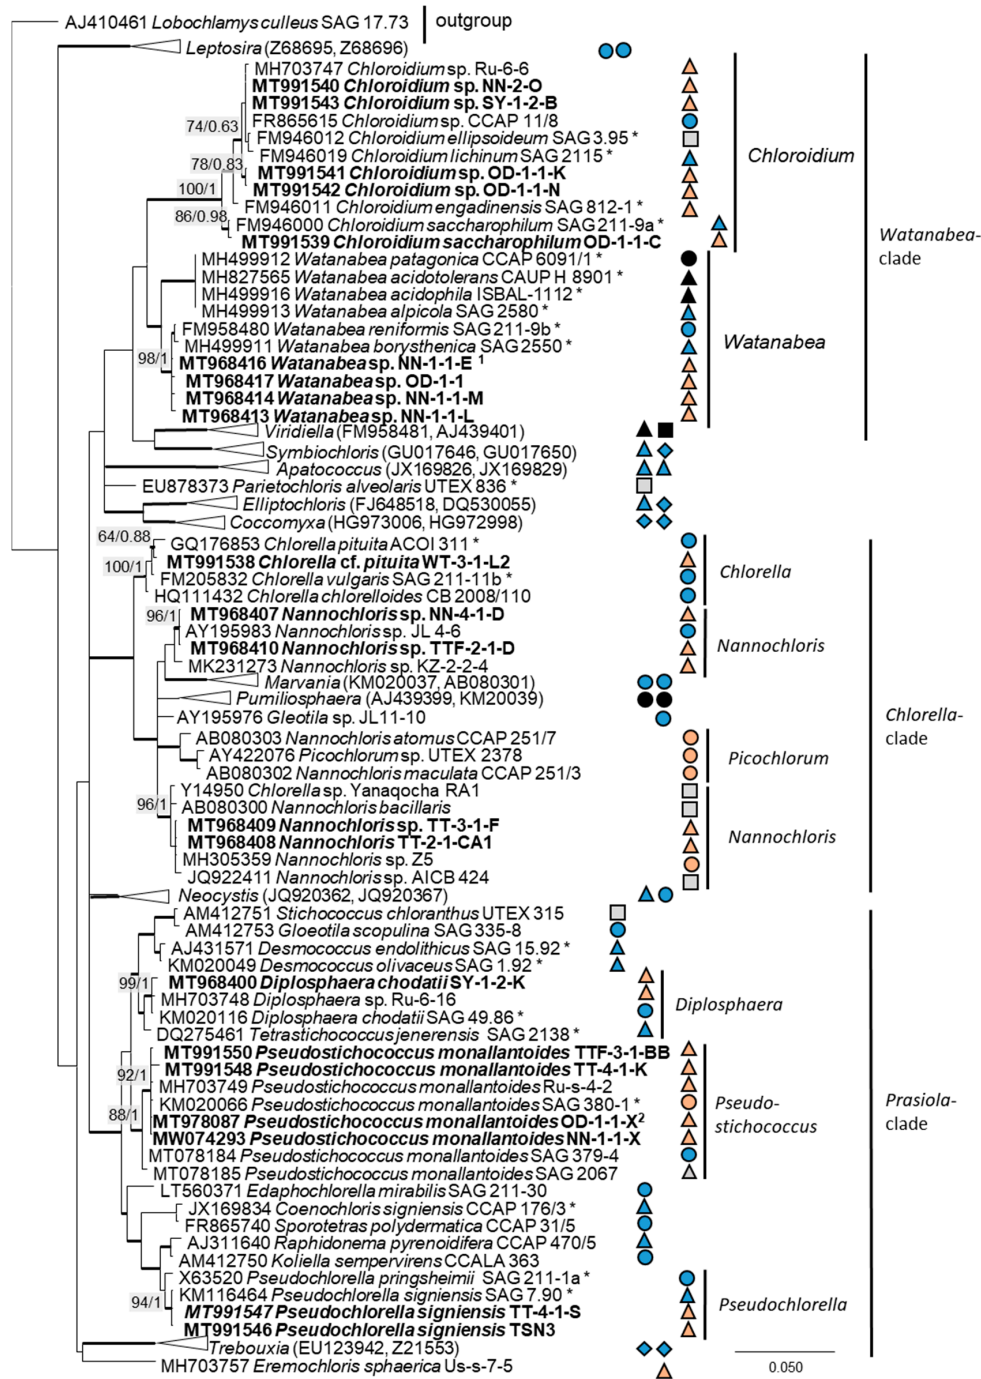 AJ410461 Lobochlamys culleus SAG 17.73
outgroup
Leptosira (Z68695, Z68696)
MH703747 Chloroidium sp. Ru-6-6
MT991540 Chloroidium sp. NN-2-O
MT991543 Chloroidium sp. SY-1-2-B
74/0.63
FR865615 Chloroidium sp. CCAP 11/8
FM946012 Chloroidium ellipsoideum SAG 3.95 *
Chloroidium
FM946019 Chloroidium lichinum SAG 2115 *
78/0.83
MT991541 Chloroidium sp. OD-1-1-K
100/1
MT991542 Chloroidium sp. OD-1-1-N
FM946011 Chloroidium engadinensis SAG 812-1 *
86/0.98
FM946000 Chloroidium saccharophilum SAG 211-9a *
MT991539 Chloroidium saccharophilum OD-1-1-C
Watanabea-
clade
MH499912 Watanabea patagonica CCAP 6091/1 *
MH827565 Watanabea acidotolerans CAUP H 8901 *
MH499916 Watanabea acidophila ISBAL-1112 *
MH499913 Watanabea alpicola SAG 2580 *
FM958480 Watanabea reniformis SAG 211-9b *
Watanabea
MH499911 Watanabea borysthenica SAG 2550 *
98/1
MT968416 Watanabea sp. NN-1-1-E 1
MT968417 Watanabea sp. OD-1-1
MT968414 Watanabea sp. NN-1-1-M
MT968413 Watanabea sp. NN-1-1-L
Viridiella (FM958481, AJ439401)
Symbiochloris (GU017646, GU017650)
Apatococcus (JX169826, JX169829)
EU878373 Parietochloris alveolaris UTEX 836 *
Elliptochloris (FJ648518, DQ530055)
Coccomyxa (HG973006, HG972998)
64/0.88
GQ176853 Chlorella pituita ACOI 311 *
100/1
MT991538 Chlorella cf. pituita WT-3-1-L2
Chlorella
FM205832 Chlorella vulgaris SAG 211-11b *
HQ111432 Chlorella chlorelloides CB 2008/110
96/1
MT968407 Nannochloris sp. NN-4-1-D
AY195983 Nannochloris sp. JL 4-6
Nannochloris
MT968410 Nannochloris sp. TTF-2-1-D
MK231273 Nannochloris sp. KZ-2-2-4
Marvania (KM020037, AB080301)
Pumiliosphaera (AJ439399, KM20039)
AY195976 Gleotila sp. JL11-10
Chlorella-
clade
AB080303 Nannochloris atomus CCAP 251/7
AY422076 Picochlorum sp. UTEX 2378
Picochlorum
AB080302 Nannochloris maculata CCAP 251/3
Y14950 Chlorella sp. Yanaqocha RA1
96/1
AB080300 Nannochloris bacillaris
MT968409 Nannochloris sp. TT-3-1-F
Nannochloris
MT968408 Nannochloris TT-2-1-CA1
MH305359 Nannochloris sp. Z5
JQ922411 Nannochloris sp. AICB 424
Neocystis (JQ920362, JQ920367)
AM412751 Stichococcus chloranthus UTEX 315
AM412753 Gloeotila scopulina SAG 335-8
AJ431571 Desmococcus endolithicus SAG 15.92 *
KM020049 Desmococcus olivaceus SAG 1.92 *
99/1
MT968400 Diplosphaera chodatii SY-1-2-K
MH703748 Diplosphaera sp. Ru-6-16
Diplosphaera
KM020116 Diplosphaera chodatii SAG 49.86 *
DQ275461 Tetrastichococcus jenerensis SAG 2138 *
MT991550 Pseudostichococcus monallantoides TTF-3-1-BB
92/1
MT991548 Pseudostichococcus monallantoides TT-4-1-K
MH703749 Pseudostichococcus monallantoides Ru-s-4-2
KM020066 Pseudostichococcus monallantoides SAG 380-1 *
88/1
MT978087 Pseudostichococcus monallantoides OD-1-1-X2
Pseudo-
stichococcus
Prasiola-
clade
MW074293 Pseudostichococcus monallantoides NN-1-1-X
MT078184 Pseudostichococcus monallantoides SAG 379-4
MT078185 Pseudostichococcus monallantoides SAG 2067
LT560371 Edaphochlorella mirabilis SAG 211-30
JX169834 Coenochloris signiensis CCAP 176/3 *
FR865740 Sporotetras polydermatica CCAP 31/5
AJ311640 Raphidonema pyrenoidifera CCAP 470/5
AM412750 Koliella sempervirens CCALA 363
X63520 Pseudochlorella pringsheimii SAG 211-1a *
94/1
KM116464 Pseudochlorella signiensis SAG 7.90 *
Pseudochlorella
MT991547 Pseudochlorella signiensis TT-4-1-S
MT991546 Pseudochlorella signiensis TSN3
Trebouxia (EU123942, Z21553)
MH703757 Eremochloris sphaerica Us-s-7-5
0.050